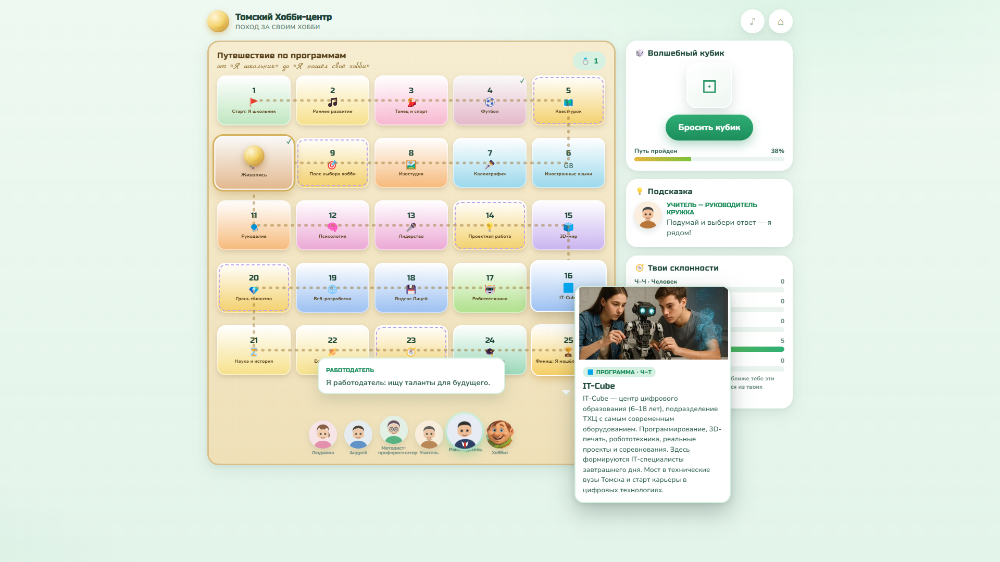 Томский Хобби-центр
ПОХОД ЗА СВОИМ ХОББИ
Путешествие по программам
от «Я школьник» до «Я нашёл своё хобби»
1
1
Старт: Я школьник
2
Раннее развитие
3
Танец и спорт
4
Футбол
5
Квест-урок
Живопись
9
Поле выбора хобби
8
Изостудия
7
Каллиграфия
6
GB
Иностранные языки
11
Рукоделие
12
Психология
13
Лидерство
14
Проектная работа
15
3D-мир
20
Грань талантов
19
Веб-разработка
18
Яндекс.Лицей
17
Робототехника
16
21
Наука и история
22
23
24
25
Финиш: Я
РАБОТОДАТЕЛЬ
Я работодатель: ищу таланты для будущего.
Людмила
Андрей
Методист-
профориентатор
Учитель
Хоббит
Волшебный кубик
Бросить кубик
Путь пройден 38%
Подсказка
УЧИТЕЛЬ — РУКОВОДИТЕЛЬ
КРУЖКА
Подумай и выбери ответ — я
рядом!
Твои склонности
Ч–Ч · Человек 0
0
0
5
0
ближе тебе эти
из твоих
ПРОГРАММА · Ч–Т
IT-Cube
IT-Cube — центр цифрового
образования (6–18 лет), подразделение
ТХЦ с самым современным
оборудованием. Программирование, 3D-
печать, робототехника, реальные
проекты и соревнования. Здесь
формируются IT-специалисты
завтрашнего дня. Мост в технические
вузы Томска и старт карьеры в
цифровых технологиях.